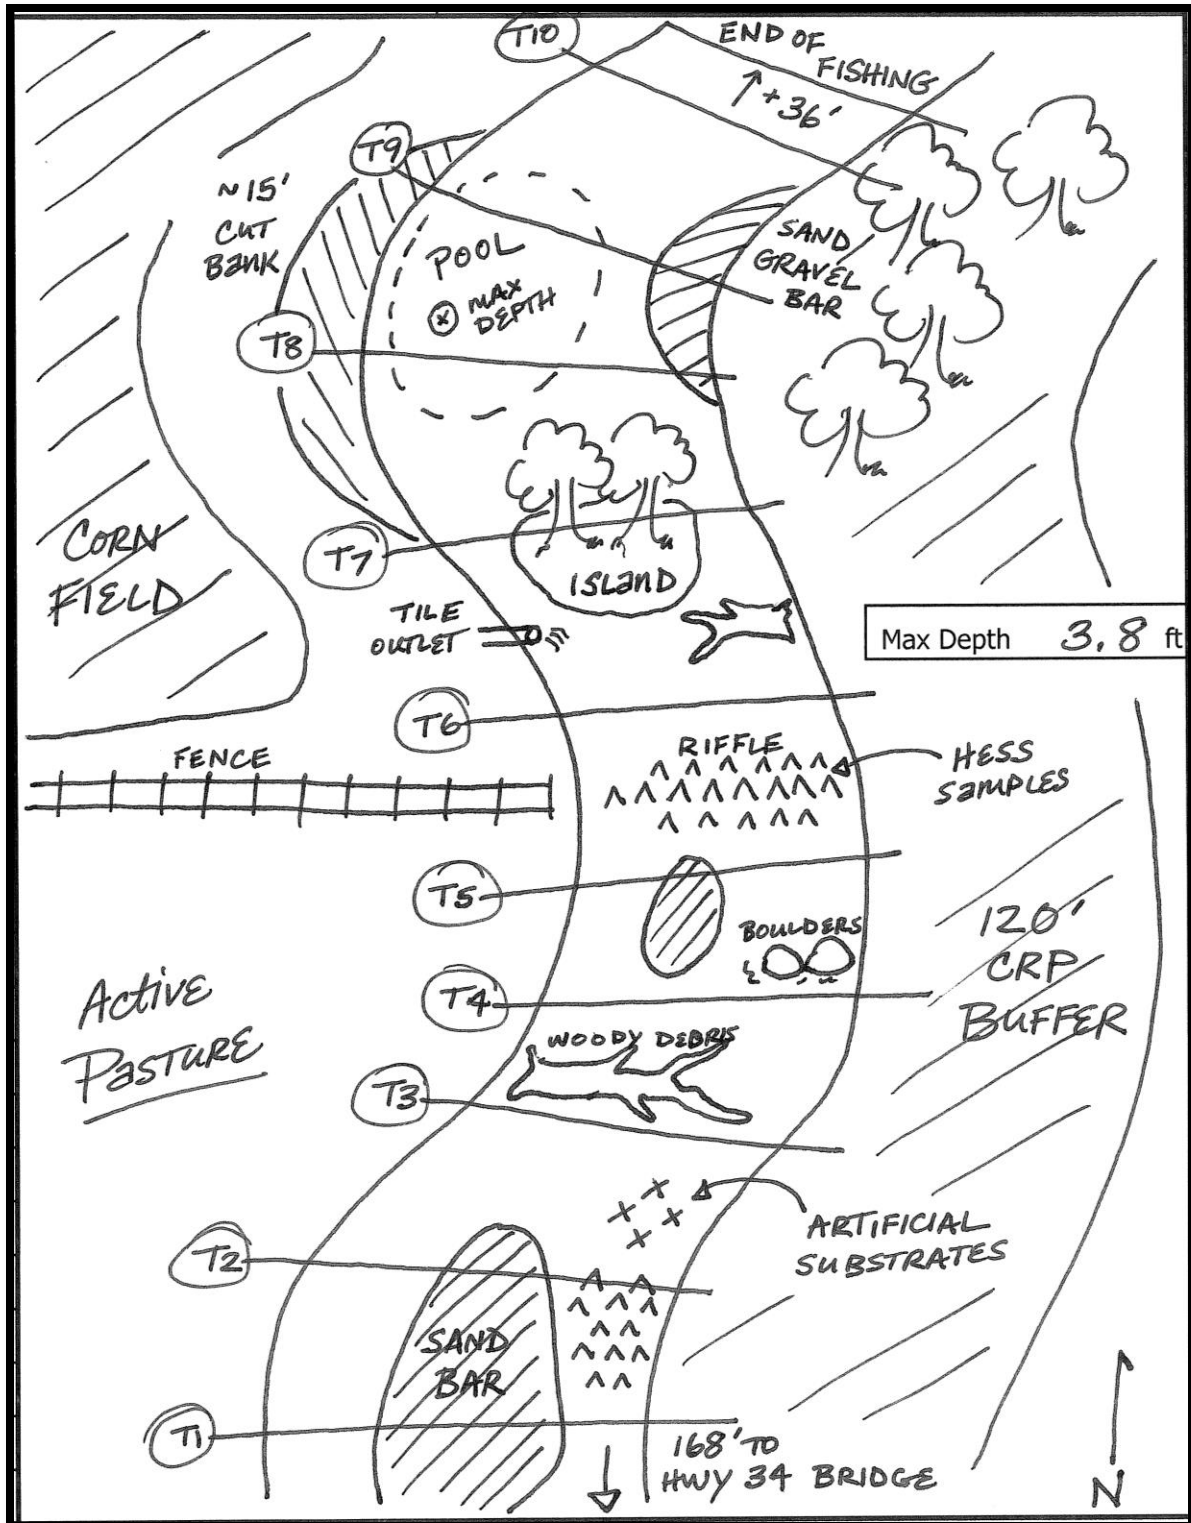 T10
END OF
FISHING
+36'
T9
~15'
CUT
BANK
POOL
MAX
DEPTH
SAND
GRAVEL
BAR
T8
CORN
FIELD
T7
ISLAND
TILE
OUTLET
Max Depth 3.8 ft
T6
FENCE
RIFFLE
HESS
SAMPLES
T5
BOULDERS
120'
CRP
BUFFER
Active
PASTURE
T4
WOODY DEBRIS
T3
ARTIFICIAL
SUBSTRATES
T2
SAND
BAR
T1
168' TO
HWY 34 BRIDGE
N